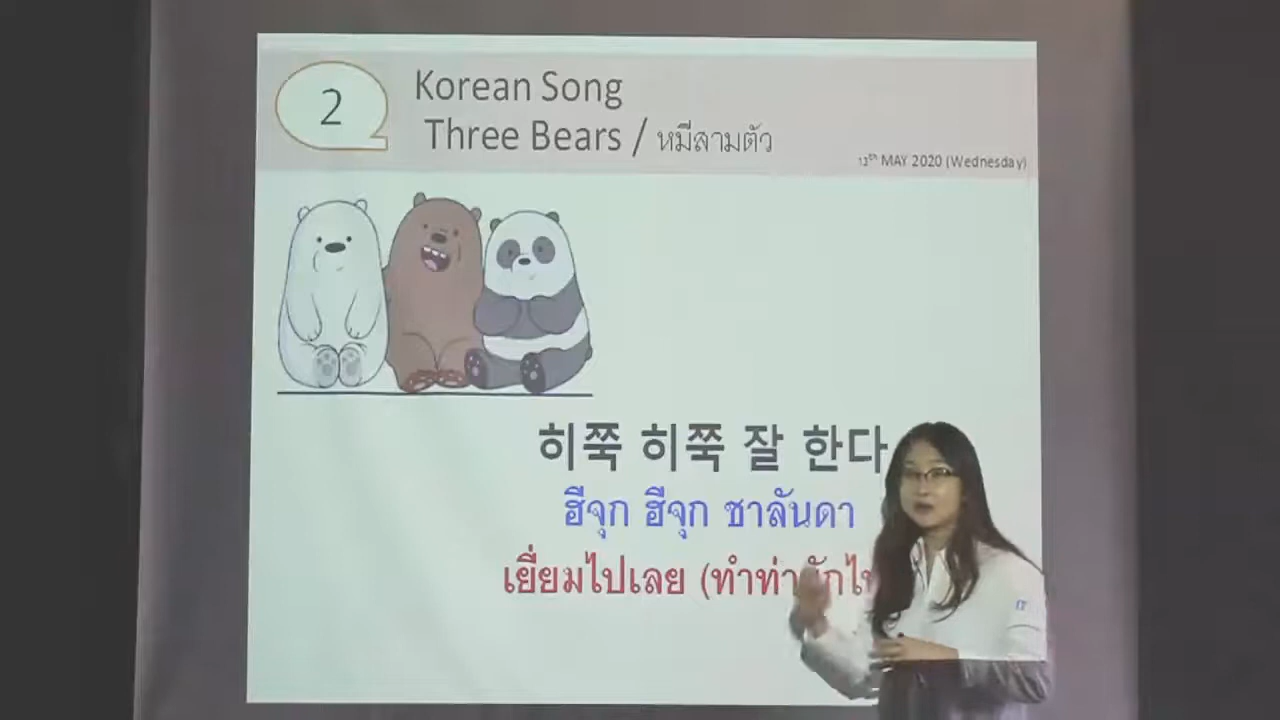 2
Korean Song
Three Bears / หมีสามตัว
13th MAY 2020 (Wednesday)
히쭉 히쭉 잘 한다
ฮีจุก ฮีจุก ชาลันดา
เยี่ยมไปเลย (ทำท่า